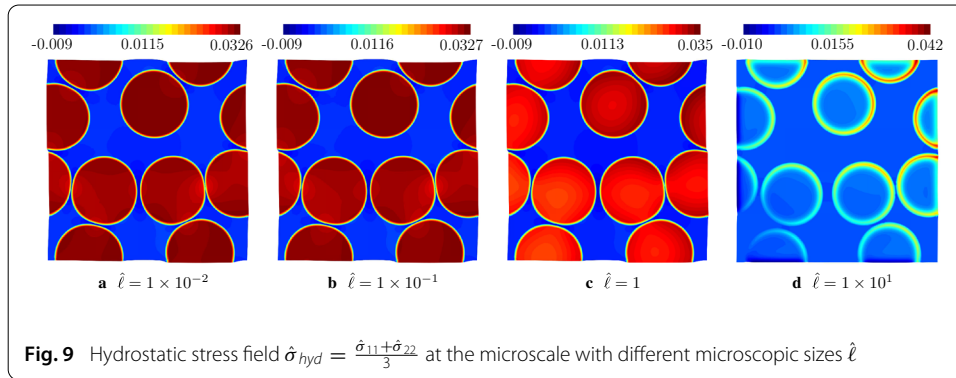 -0.009 0.0115 0.0326 -0.009 0.0116 0.0327 -0.009 0.0113 0.035 -0.010 0.0155 0.042
a ℓ̂ = 1 × 10⁻² b ℓ̂ = 1 × 10⁻¹ c ℓ̂ = 1 d ℓ̂ = 1 × 10¹
Fig. 9 Hydrostatic stress field σ̂hyd = (σ̂11+σ̂22)/3 at the microscale with different microscopic sizes ℓ̂